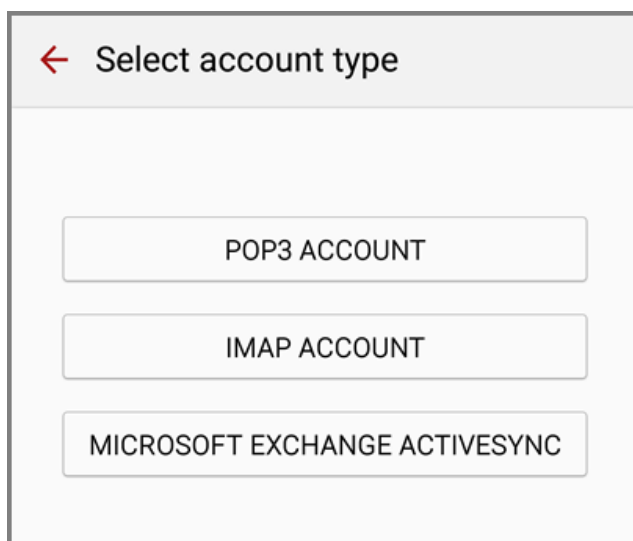 Select account type
POP3 ACCOUNT
IMAP ACCOUNT
MICROSOFT EXCHANGE ACTIVESYNC